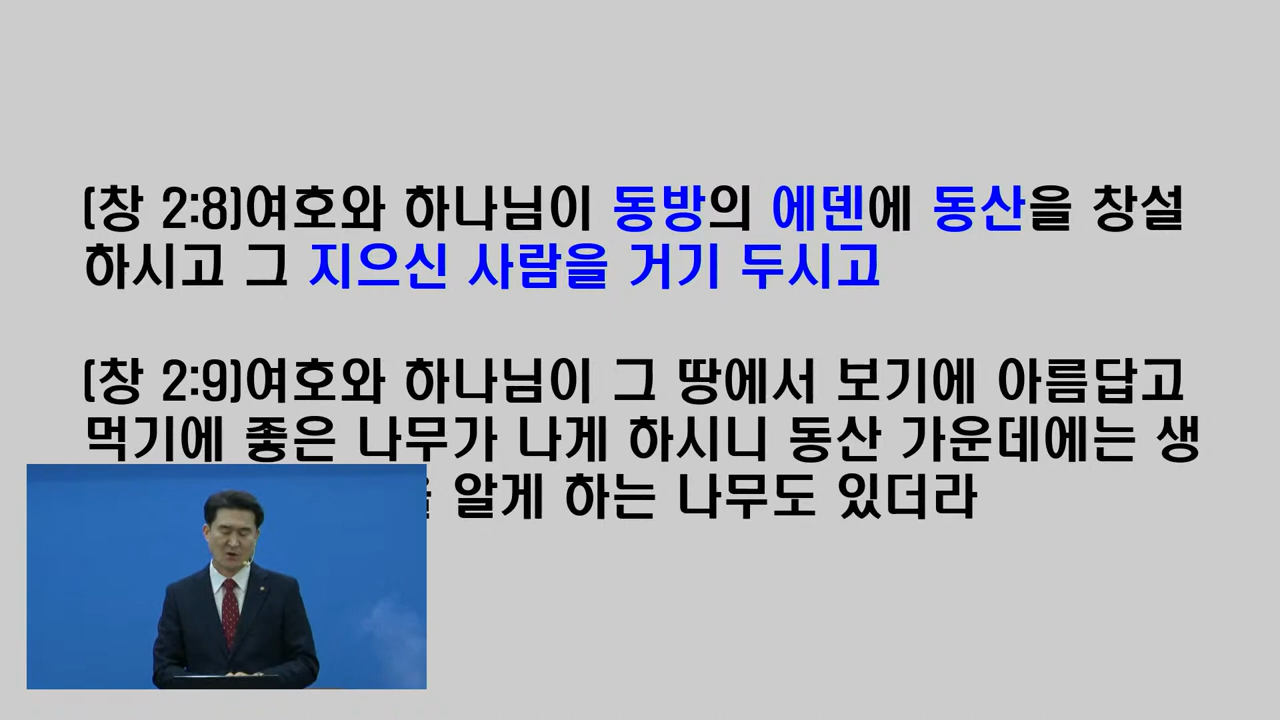 (창 2:8)여호와 하나님이 동방의 에덴에 동산을 창설
하시고 그 지으신 사람을 거기 두시고
(창 2:9)여호와 하나님이 그 땅에서 보기에 아름답고
먹기에 좋은 나무가 나게 하시니 동산 가운데에는 생
알게 하는 나무도 있더라